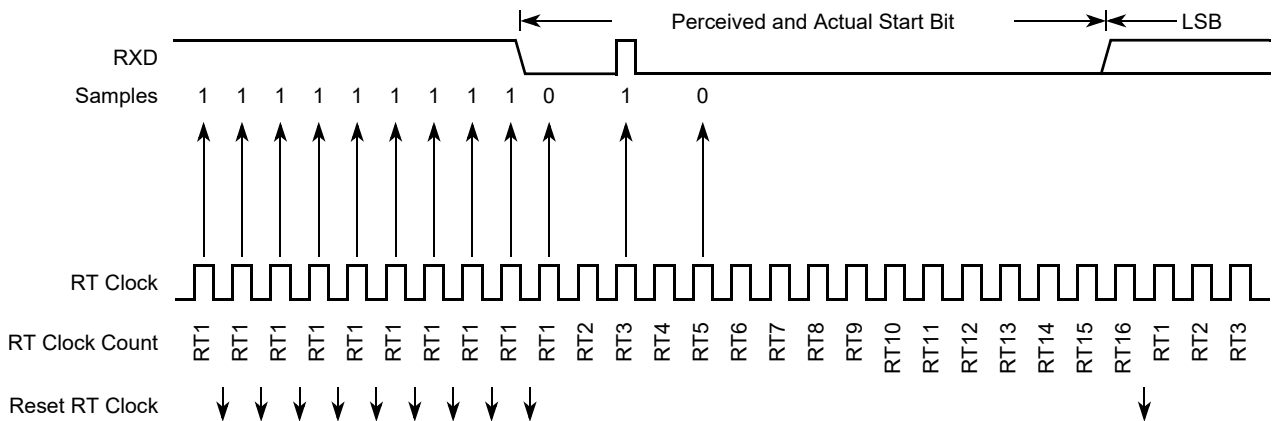 Perceived and Actual Start Bit LSB
RXD
Samples 1 1 1 1 1 1 1 1 1 0 1 0
RT Clock
RT Clock Count RT1 RT1 RT1 RT1 RT1 RT1 RT1 RT1 RT1 RT1 RT2 RT3 RT4 RT5 RT6 RT7 RT8 RT9 RT10 RT11 RT12 RT13 RT14 RT15 RT16 RT1 RT2 RT3
Reset RT Clock